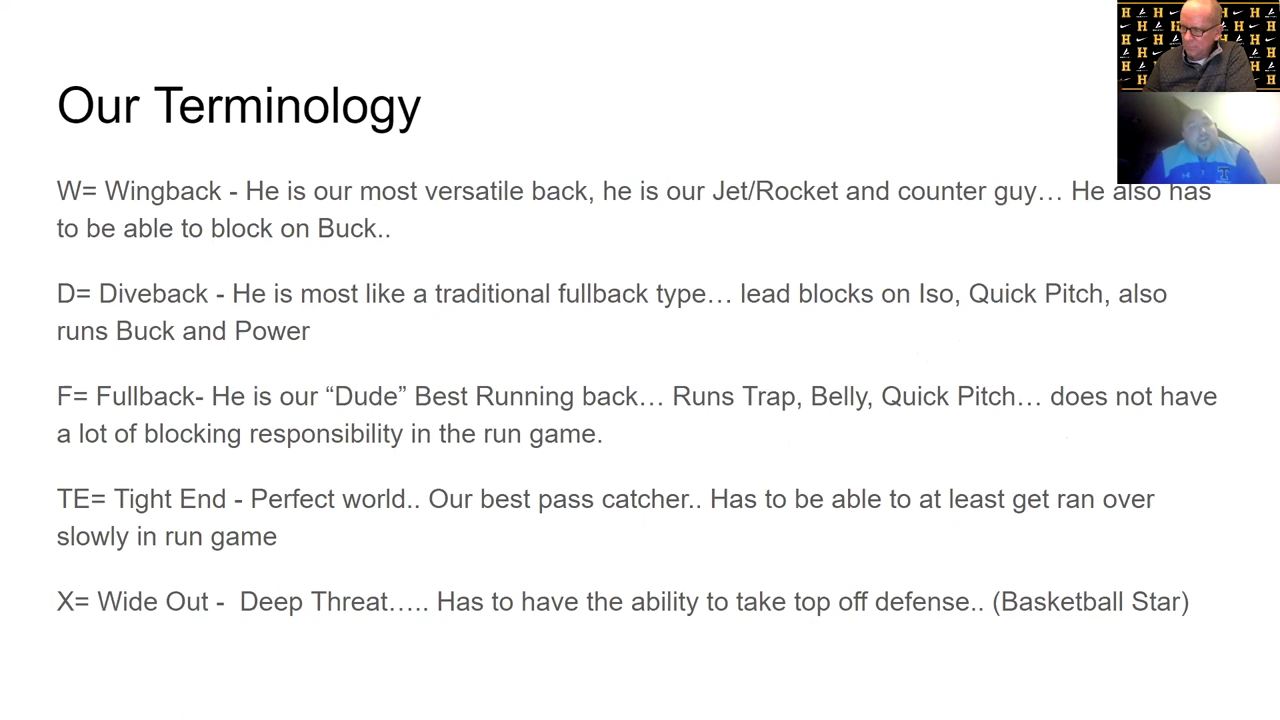 Our Terminology
W= Wingback - He is our most versatile back, he is our Jet/Rocket and counter guy… He also has
to be able to block on Buck..
D= Diveback - He is most like a traditional fullback type… lead blocks on Iso, Quick Pitch, also
runs Buck and Power
F= Fullback- He is our “Dude” Best Running back… Runs Trap, Belly, Quick Pitch… does not have
a lot of blocking responsibility in the run game.
TE= Tight End - Perfect world.. Our best pass catcher.. Has to be able to at least get ran over
slowly in run game
X= Wide Out -  Deep Threat….. Has to have the ability to take top off defense.. (Basketball Star)